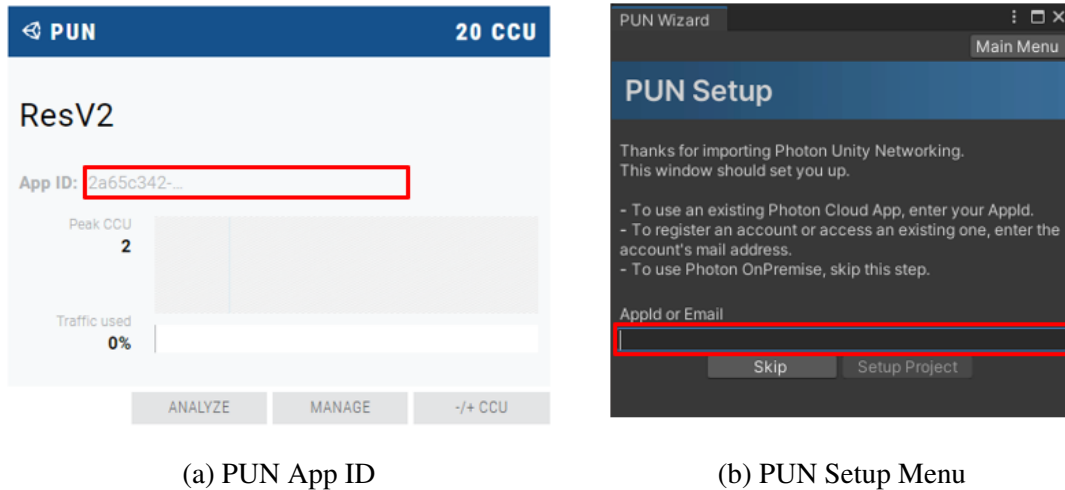 PUN 20 CCU
ResV2
App ID: 2a65c342-...
Peak CCU
2
Traffic used
0%
ANALYZE MANAGE -/+ CCU
(a) PUN App ID
PUN Wizard
Main Menu
PUN Setup
Thanks for importing Photon Unity Networking.
This window should set you up.
- To use an existing Photon Cloud App, enter your AppId.
- To register an account or access an existing one, enter the
account's mail address.
- To use Photon OnPremise, skip this step.
AppId or Email
Skip Setup Project
(b) PUN Setup Menu